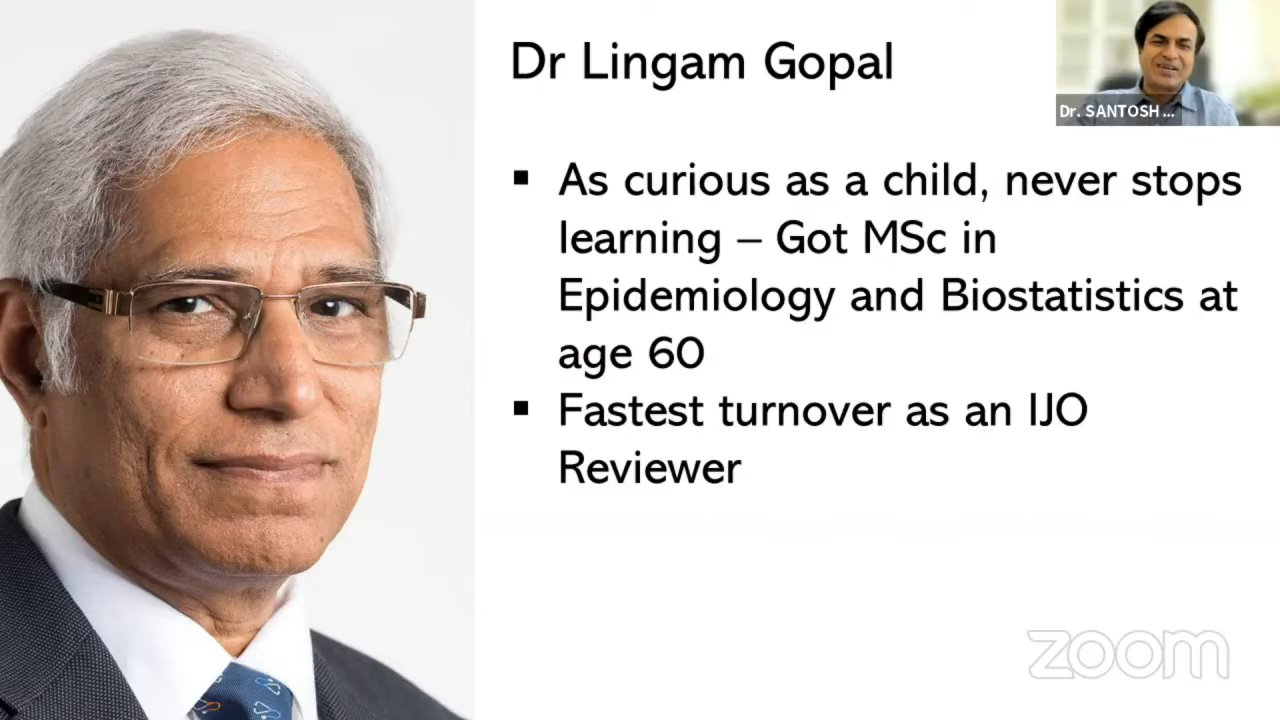 Dr Lingam Gopal
Dr. SANTOSH ...
▪ As curious as a child, never stops
learning – Got MSc in
Epidemiology and Biostatistics at
age 60
▪ Fastest turnover as an IJO
Reviewer
zoom